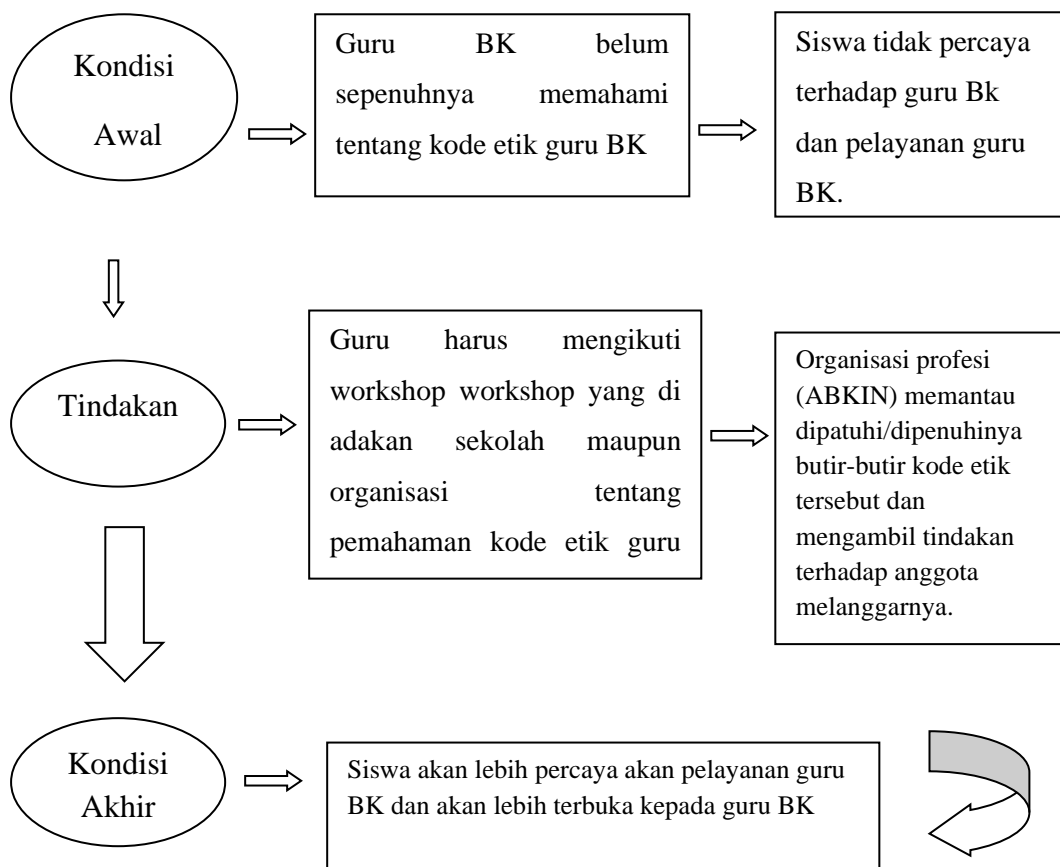 Kondisi
Awal
Guru BK belum
sepenuhnya memahami
tentang kode etik guru BK
Siswa tidak percaya
terhadap guru Bk
dan pelayanan guru
BK.
Tindakan
Guru harus mengikuti
workshop workshop yang di
adakan sekolah maupun
organisasi tentang
pemahaman kode etik guru
Organisasi profesi
(ABKIN) memantau
dipatuhi/dipenuhinya
butir-butir kode etik
tersebut dan
mengambil tindakan
terhadap anggota
melanggarnya.
Kondisi
Akhir
Siswa akan lebih percaya akan pelayanan guru
BK dan akan lebih terbuka kepada guru BK